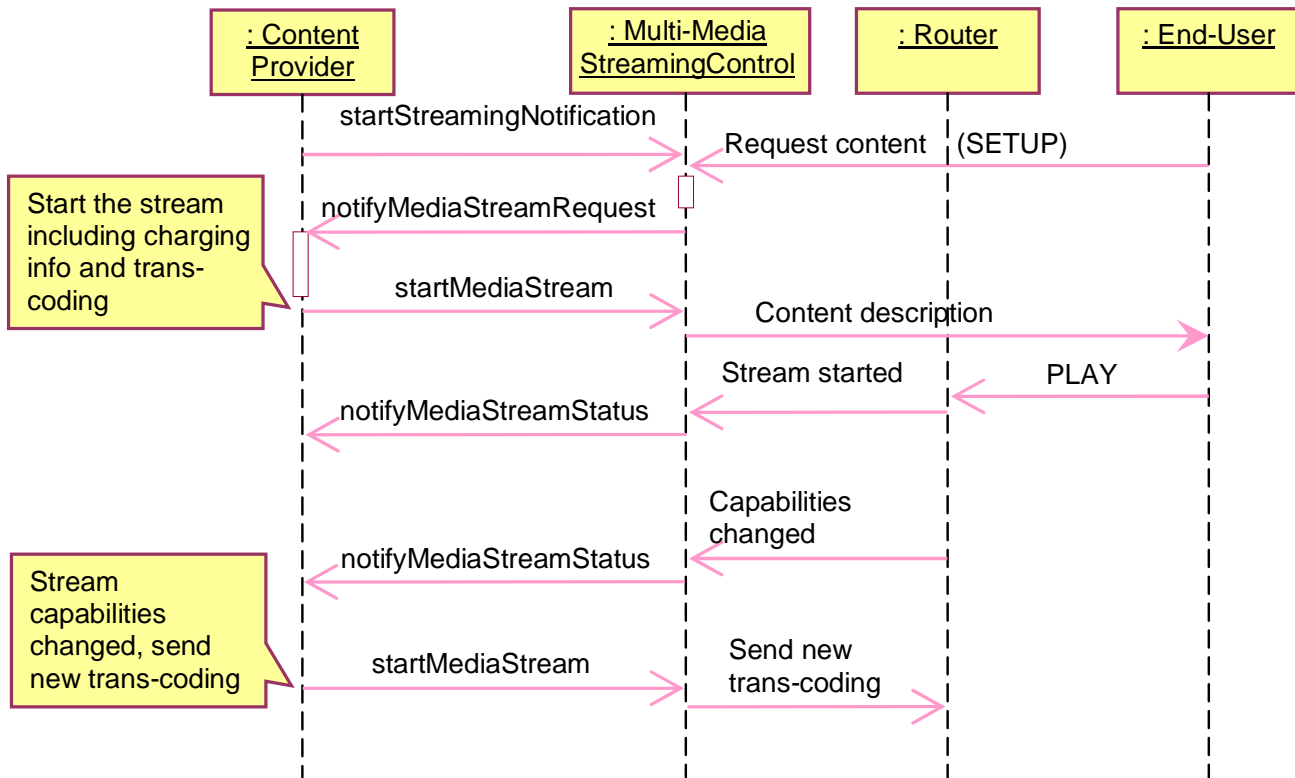 : Content
Provider
: Multi-Media
StreamingControl
: Router
: End-User
startStreamingNotification
Request content (SETUP)
Start the stream
including charging
info and trans-
coding
notifyMediaStreamRequest
startMediaStream
Content description
Stream started
PLAY
notifyMediaStreamStatus
Capabilities
changed
notifyMediaStreamStatus
Stream
capabilities
changed, send
new trans-coding
startMediaStream
Send new
trans-coding